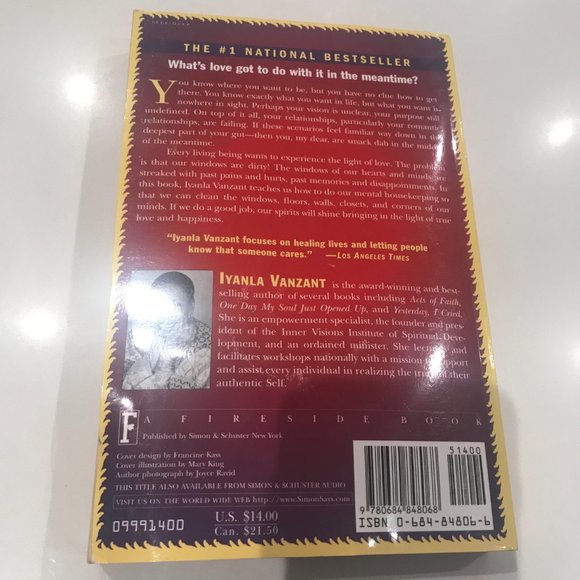 SELF-HELP
THE #1 NATIONAL BESTSELLER
What's love got to do with it in the meantime?
You know where you want to be, but you have no clue how to get
there. You know exactly what you want in life, but what you want is
nowhere in sight. Perhaps your vision is unclear, your purpose still
undefined. On top of it all, your relationships, particularly your romantic
relationships, are failing. If these scenarios feel familiar way down in the
deepest part of your gut—then you, my dear, are smack dab in the middle
of the meantime.
Every living being wants to experience the light of love. The problem
is that our windows are dirty! The windows of our hearts and minds are
streaked with past pains and hurts, past memories and disappointments. In
this book, Iyanla Vanzant teaches us how to do our mental housekeeping so
that we can clean the windows, floors, walls, closets, and corners of our
minds. If we do a good job, our spirits will shine bringing in the light of true
love and happiness.
"Iyanla Vanzant focuses on healing lives and letting people
know that someone cares." —LOS ANGELES TIMES
IYANLA VANZANT is the award-winning and best-
selling author of several books including Acts of Faith,
One Day My Soul Just Opened Up, and Yesterday, I Cried.
She is an empowerment specialist, the founder and pres-
ident of the Inner Visions Institute of Spiritual Devel-
opment, and an ordained minister. She lectures and
facilitates workshops nationally with a mission to support
and assist every individual in realizing the truth of their
authentic Self.
F
A FIRESIDE BOOK
Published by Simon & Schuster New York
Cover design by Francine Kass
Cover illustration by Mary King
Author photograph by Joyce Ravid
THIS TITLE ALSO AVAILABLE FROM SIMON & SCHUSTER AUDIO
VISIT US ON THE WORLD WIDE WEB http://www.SimonSays.com
09991400
U.S. $14.00
Can. $21.50
51400
9 780684 848068
ISBN 0-684-84806-6